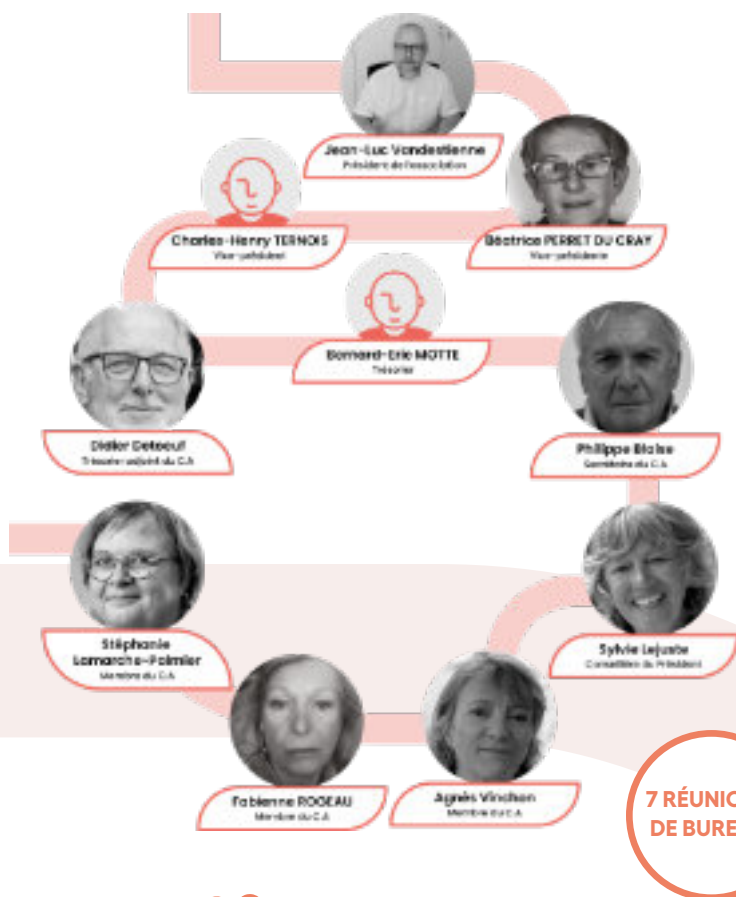 Jean-Luc Vandestienne
Président de l'association
Charles-Henry TERNOIS
Vice-président
Béatrice PERRET DU CRAY
Vice-présidente
Bernard-Eric MOTTE
Trésorier
Didier Detoeuf
Trésorier adjoint du C.A
Philippe Blaise
Secrétaire du C.A
Stéphanie
Lamarche-Palmier
Membre du C.A
Sylvie Lejuste
Conseillère du Président
Fabienne ROGEAU
Membre du C.A
Agnès Vinchon
Membre du C.A
7 RÉUNIO
DE BURE